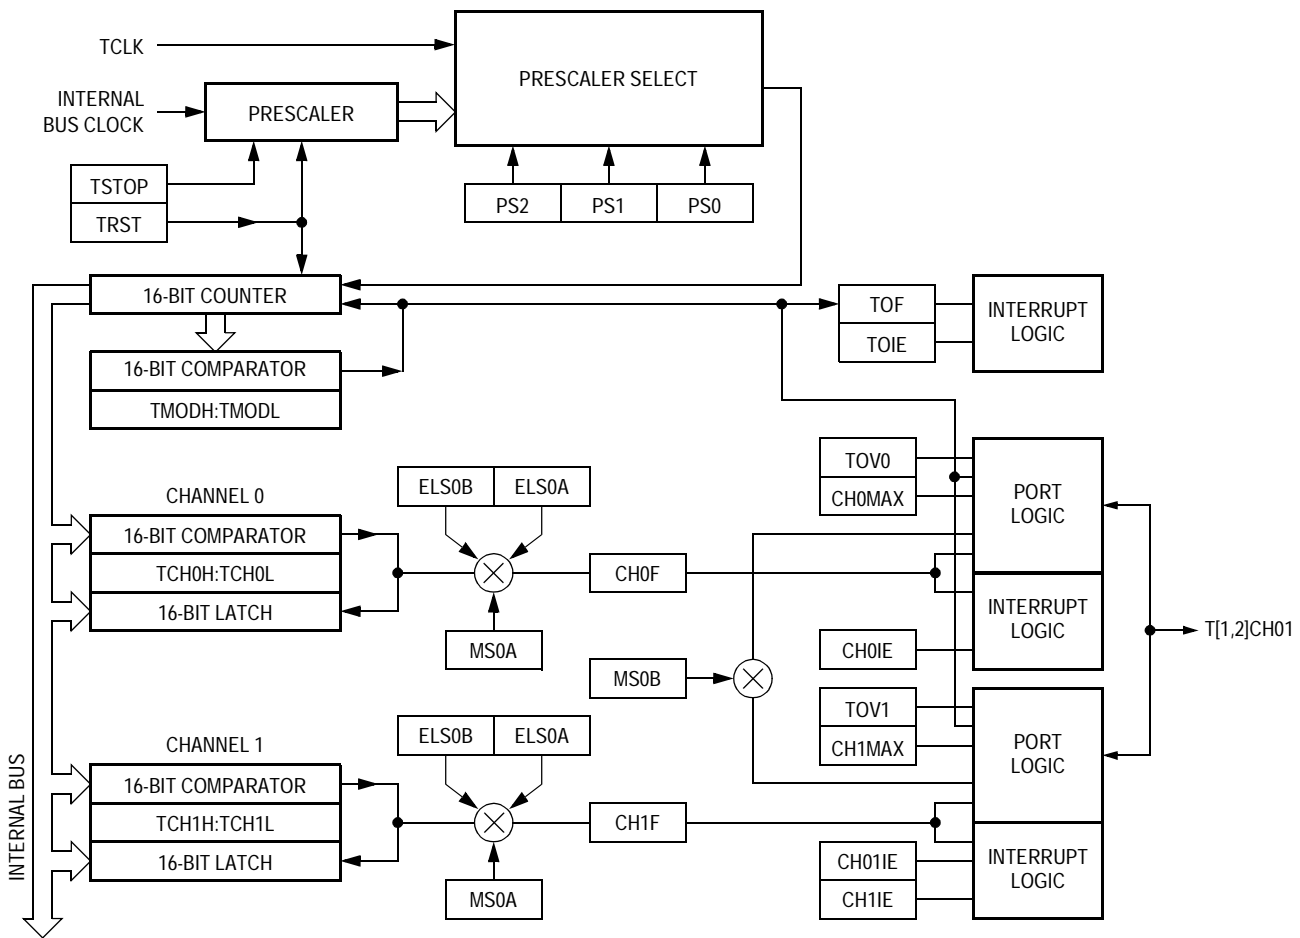 TCLK
PRESCALER SELECT
INTERNAL
BUS CLOCK
PRESCALER
TSTOP
TRST
PS2
PS1
PS0
16-BIT COUNTER
16-BIT COMPARATOR
TMODH:TMODL
TOF
TOIE
INTERRUPT
LOGIC
CHANNEL 0
16-BIT COMPARATOR
TCH0H:TCH0L
16-BIT LATCH
ELS0B
ELS0A
MS0A
CH0F
TOV0
CH0MAX
PORT
LOGIC
INTERRUPT
LOGIC
CH0IE
MS0B
T[1,2]CH01
CHANNEL 1
16-BIT COMPARATOR
TCH1H:TCH1L
16-BIT LATCH
ELS0B
ELS0A
MS0A
CH1F
TOV1
CH1MAX
PORT
LOGIC
CH01IE
CH1IE
INTERRUPT
LOGIC
INTERNAL BUS